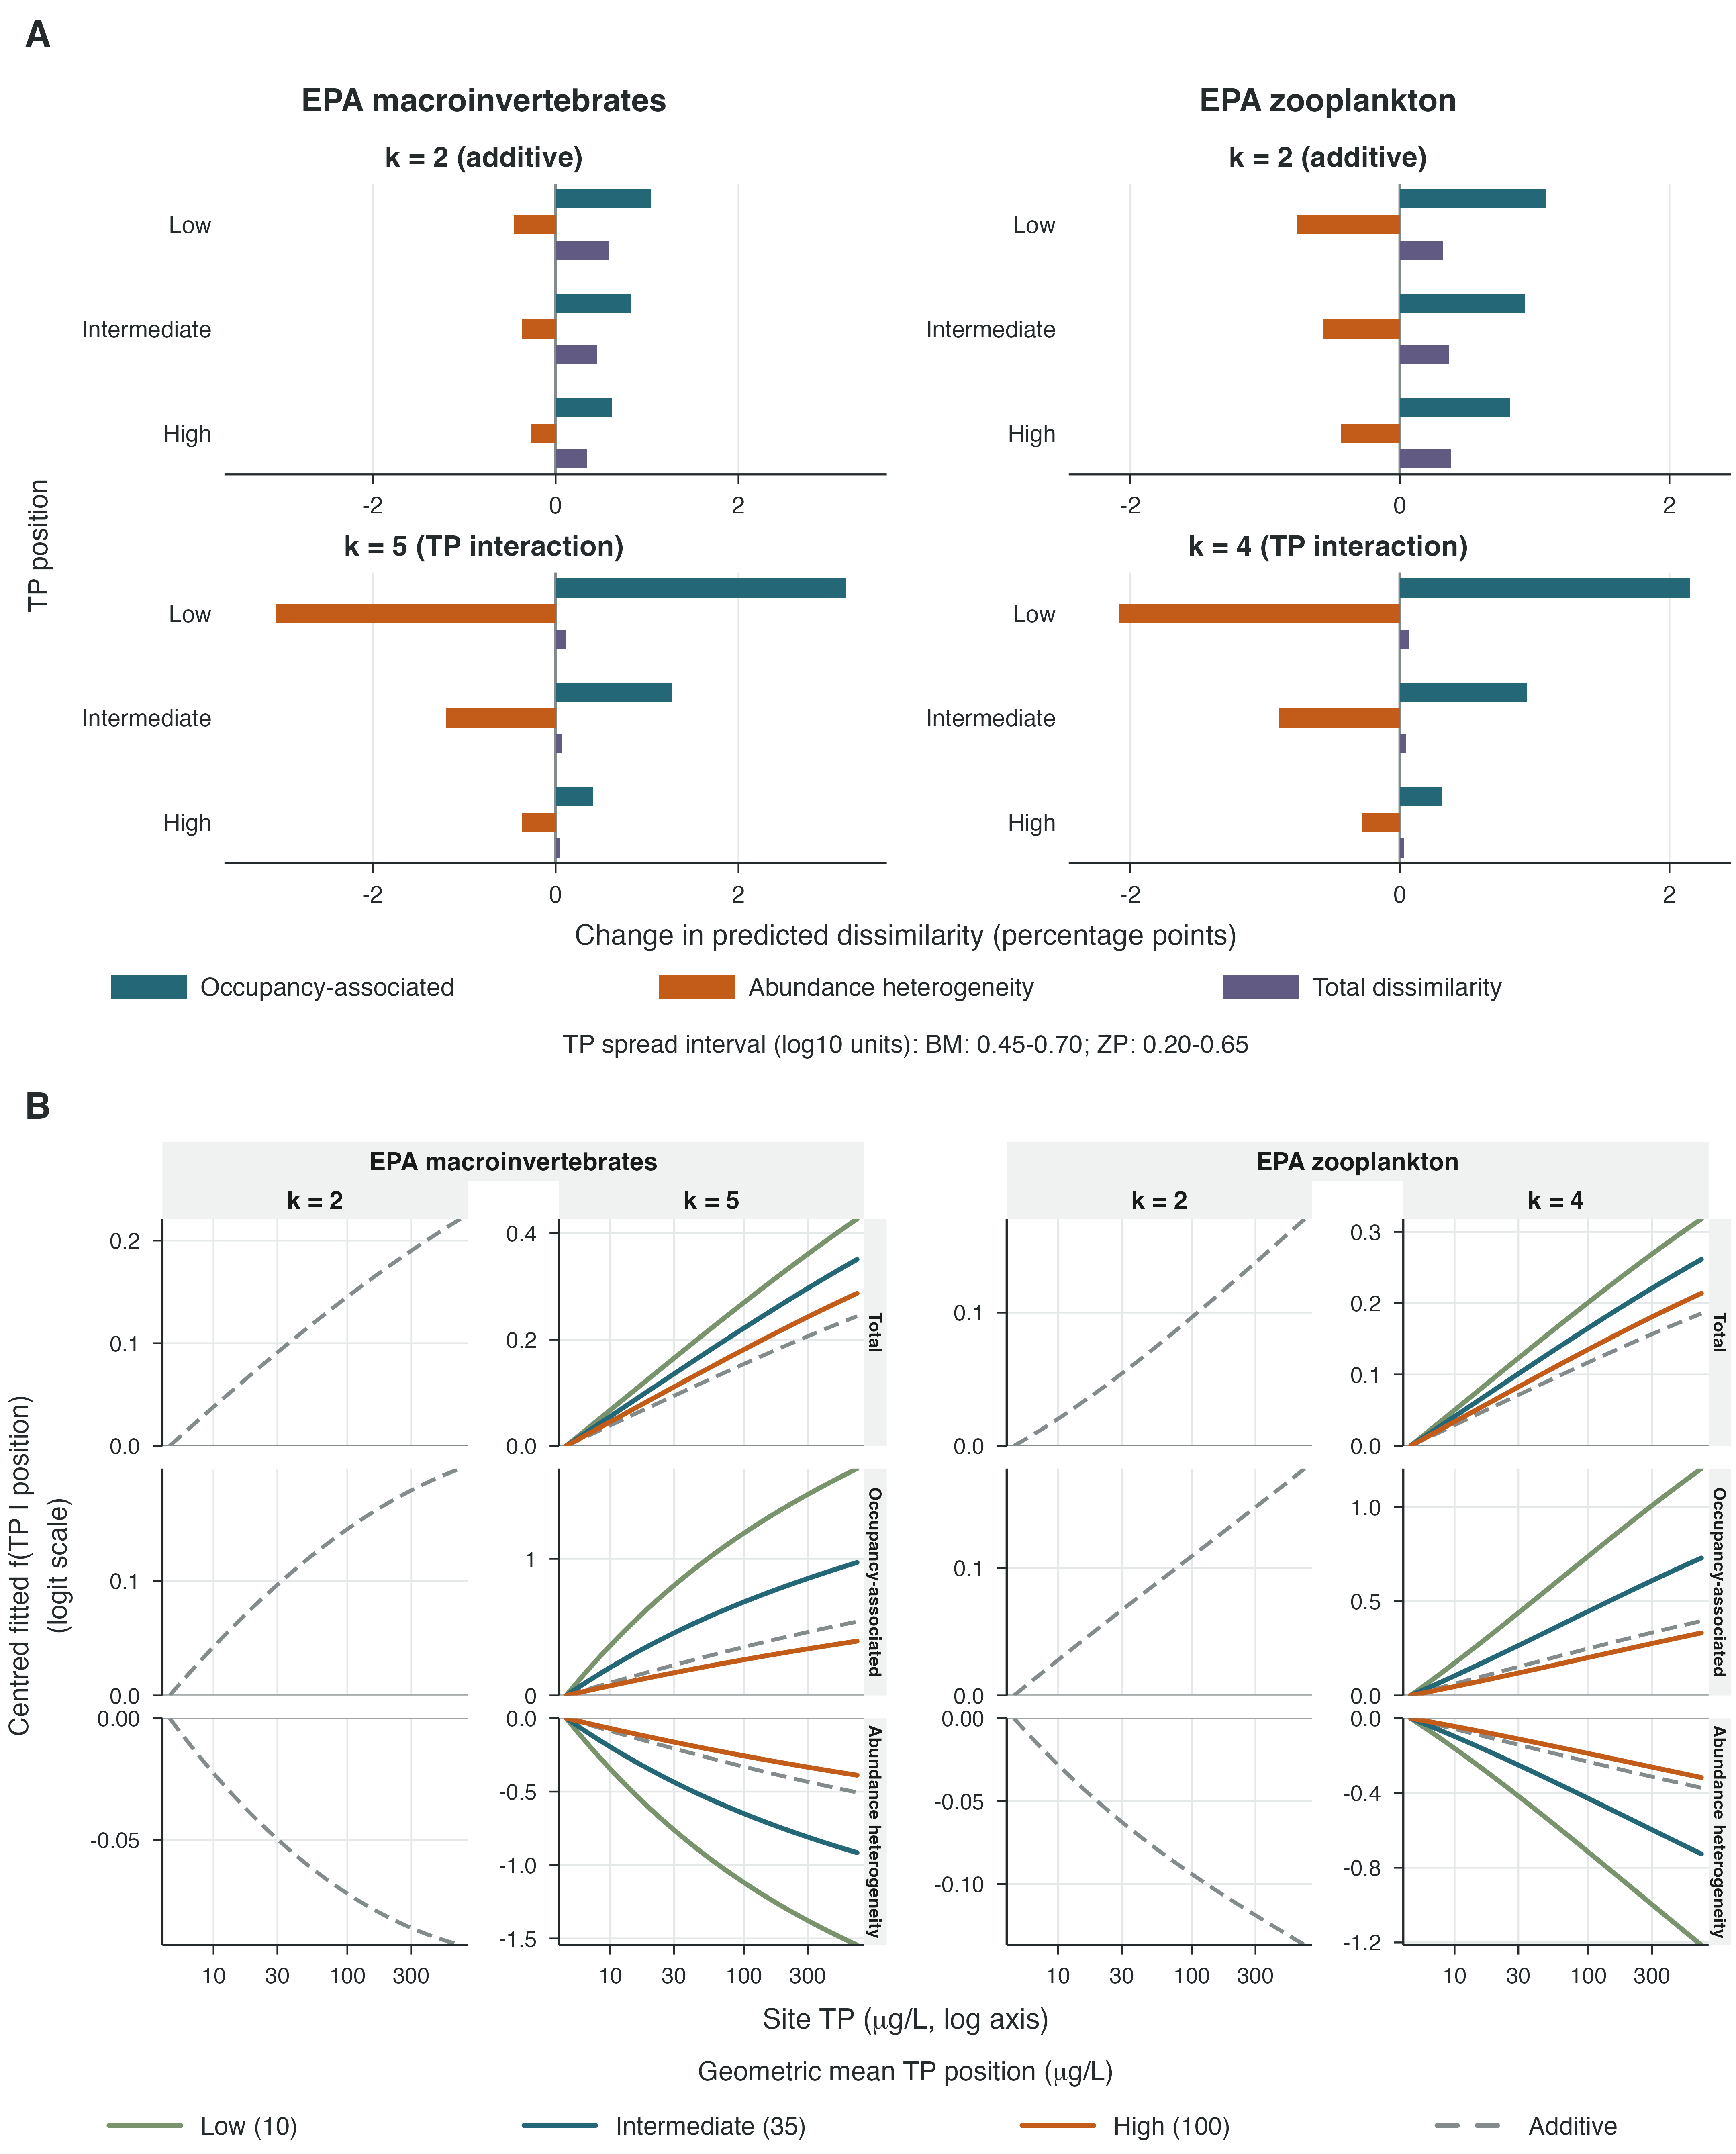 A
EPA macroinvertebrates
EPA zooplankton
k = 2 (additive)
k = 2 (additive)
Low
Intermediate
High
-2 0 2
Low
Intermediate
High
-2 0 2
TP position
k = 5 (TP interaction)
k = 4 (TP interaction)
Low
Intermediate
High
-2 0 2
Low
Intermediate
High
-2 0 2
Change in predicted dissimilarity (percentage points)
Occupancy-associated
Abundance heterogeneity
Total dissimilarity
TP spread interval (log10 units): BM: 0.45-0.70; ZP: 0.20-0.65
B
EPA macroinvertebrates
EPA zooplankton
k = 2
k = 5
k = 2
k = 4
0.2
0.1
0.0
0.4
0.2
0.0
Total
0.1
0.0
0.3
0.2
0.1
0.0
Total
Centred fitted f(TP | position)
(logit scale)
0.1
0.0
1
0
Occupancy-associated
0.1
0.0
1.0
0.5
0.0
Occupancy-associated
0.00
-0.05
0.0
-0.5
-1.0
-1.5
Abundance heterogeneity
0.00
-0.05
-0.10
0.0
-0.4
-0.8
-1.2
Abundance heterogeneity
10 30 100 300
10 30 100 300
10 30 100 300
10 30 100 300
Site TP (μg/L, log axis)
Geometric mean TP position (μg/L)
Low (10)
Intermediate (35)
High (100)
Additive